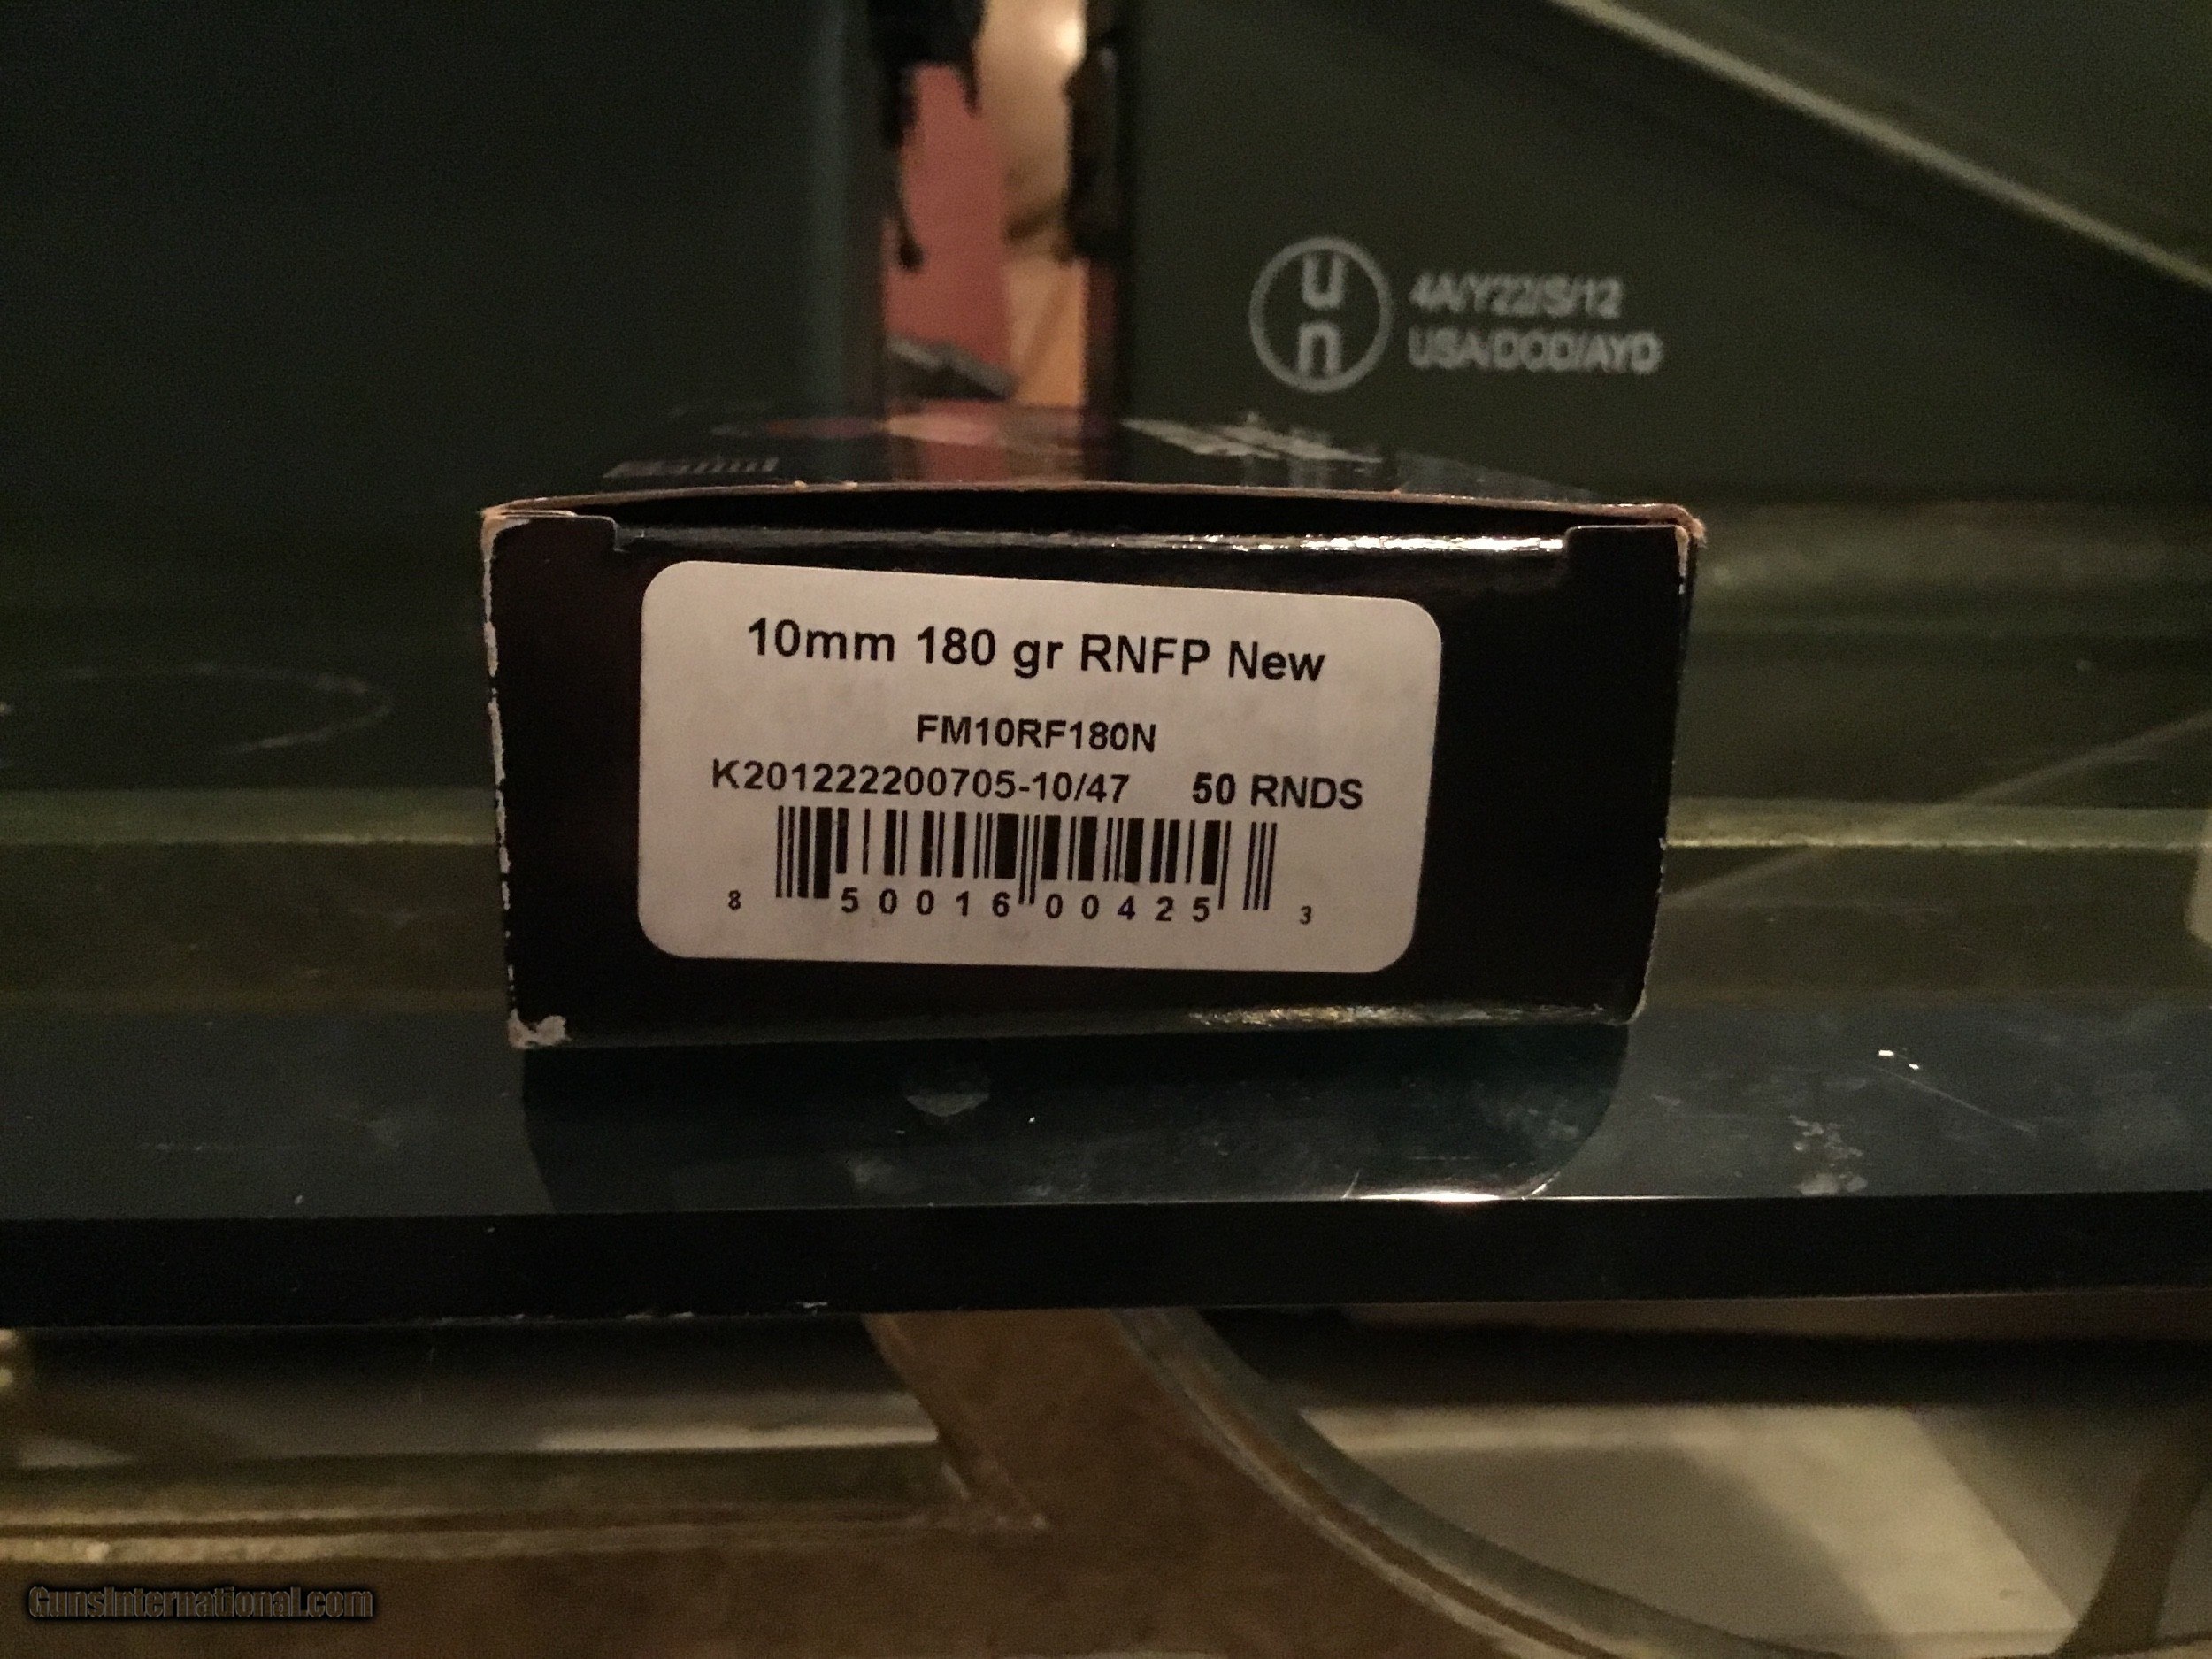 un
4A/Y22/S/12
USA/DOD/AYD
10mm 180 gr RNFP New
FM10RF180N
K201222200705-10/47 50 RNDS
8 50016 00425 3
GunsInternational.com